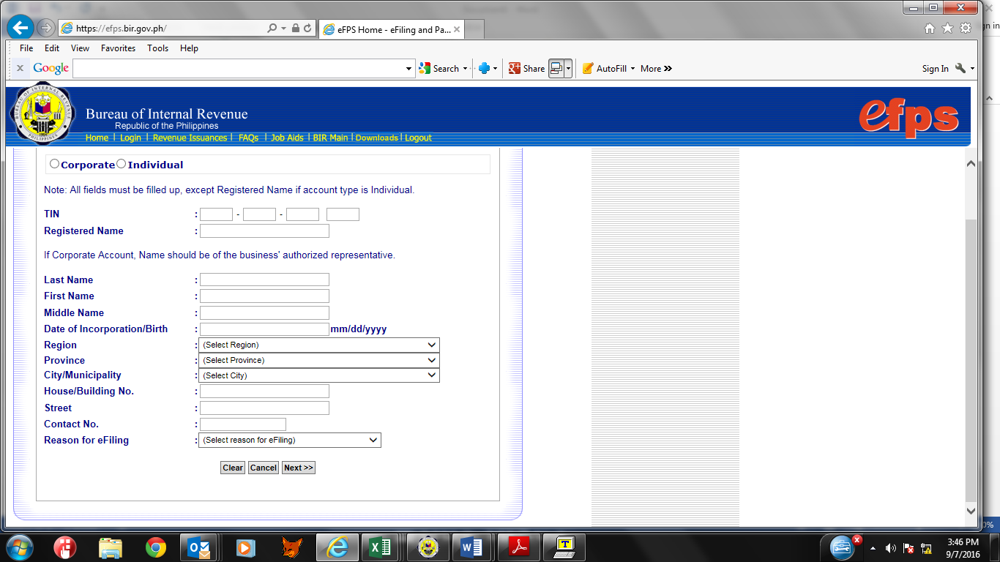 https://efps.bir.gov.ph/
eFPS Home - eFiling and Pa...
File Edit View Favorites Tools Help
Google Search Share AutoFill More Sign In
Bureau of Internal Revenue
Republic of the Philippines
efps
Home | Login | Revenue Issuances | FAQs | Job Aids | BIR Main | Downloads | Logout
Corporate Individual
Note: All fields must be filled up, except Registered Name if account type is Individual.
TIN : - -
Registered Name :
If Corporate Account, Name should be of the business' authorized representative.
Last Name :
First Name :
Middle Name :
Date of Incorporation/Birth : mm/dd/yyyy
Region : (Select Region)
Province : (Select Province)
City/Municipality : (Select City)
House/Building No. :
Street :
Contact No. :
Reason for eFiling : (Select reason for eFiling)
Clear Cancel Next >>
3:46 PM
9/7/2016